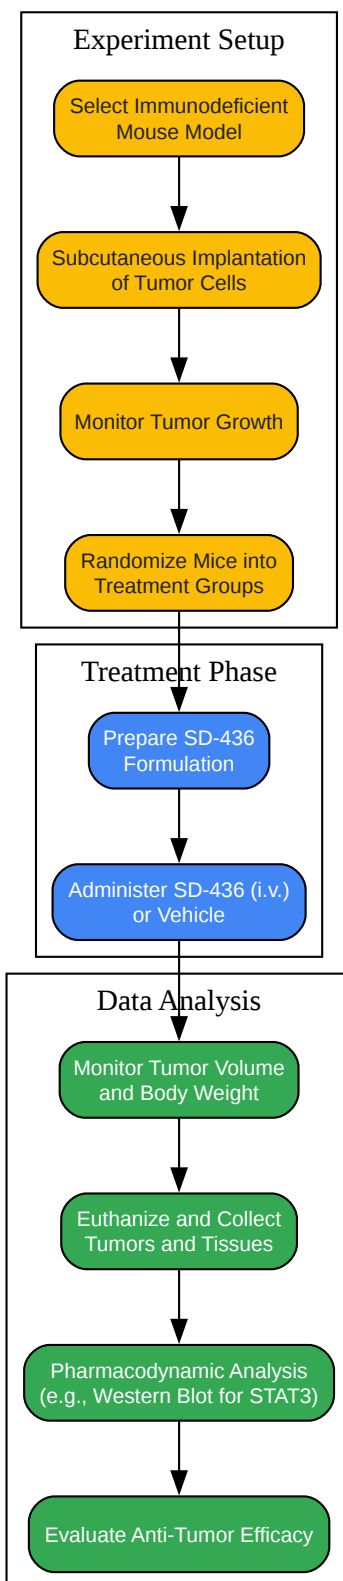 Experiment Setup
Select Immunodeficient
Mouse Model
Subcutaneous Implantation
of Tumor Cells
Monitor Tumor Growth
Randomize Mice into
Treatment Groups
Treatment Phase
Prepare SD-436
Formulation
Administer SD-436 (i.v.)
or Vehicle
Data Analysis
Monitor Tumor Volume
and Body Weight
Euthanize and Collect
Tumors and Tissues
Pharmacodynamic Analysis
(e.g., Western Blot for STAT3)
Evaluate Anti-Tumor Efficacy